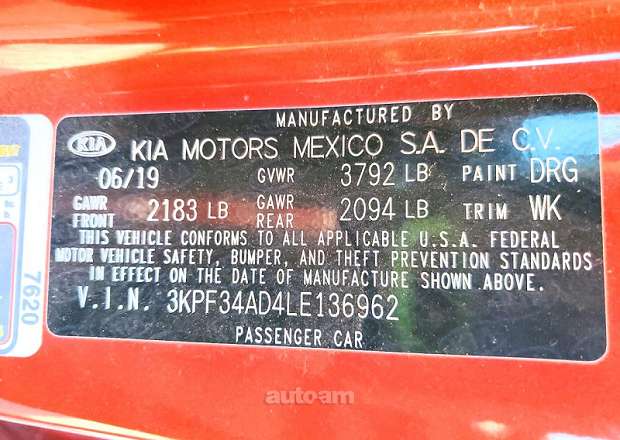 MANUFACTURED BY
KIA KIA MOTORS MEXICO S.A. DE C.V.
06/19 GVWR 3792 LB PAINT DRG
GAWR FRONT 2183 LB GAWR REAR 2094 LB TRIM WK
THIS VEHICLE CONFORMS TO ALL APPLICABLE U.S.A. FEDERAL
MOTOR VEHICLE SAFETY, BUMPER, AND THEFT PREVENTION STANDARDS
IN EFFECT ON THE DATE OF MANUFACTURE SHOWN ABOVE.
V.I.N. 3KPF34AD4LE136962
PASSENGER CAR
7620
auto.am